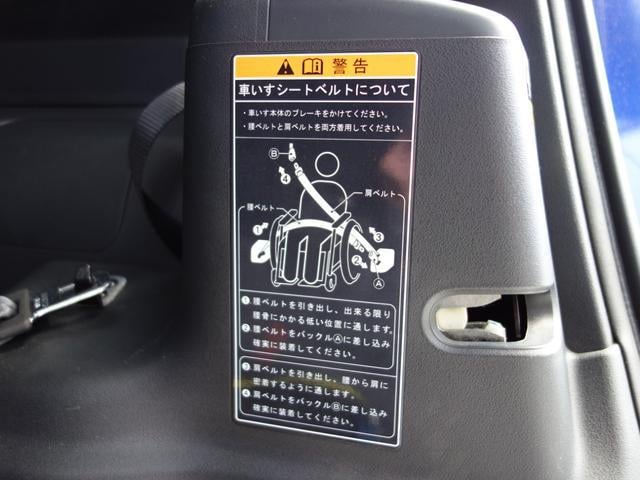 警告
車いすシートベルトについて
・車いす本体のブレーキをかけてください。
・腰ベルトと肩ベルトを両方着用してください。
Ⓑ
4
肩ベルト
腰ベルト
1
3
2
Ⓐ
① 腰ベルトを引き出し、出来る限り
腰骨にかかる低い位置に通します。
② 腰ベルトをバックルⒶに差し込み
確実に装着してください。
③ 肩ベルトを引き出し、腰から肩に
密着するように通します。
④ 肩ベルトをバックルⒷに差し込み
確実に装着してください。